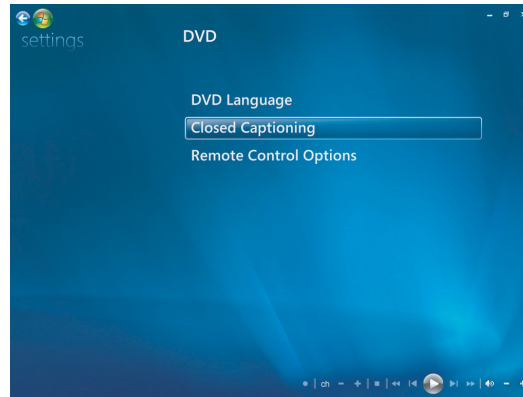 settings
DVD
DVD Language
Closed Captioning
Remote Control Options
ch